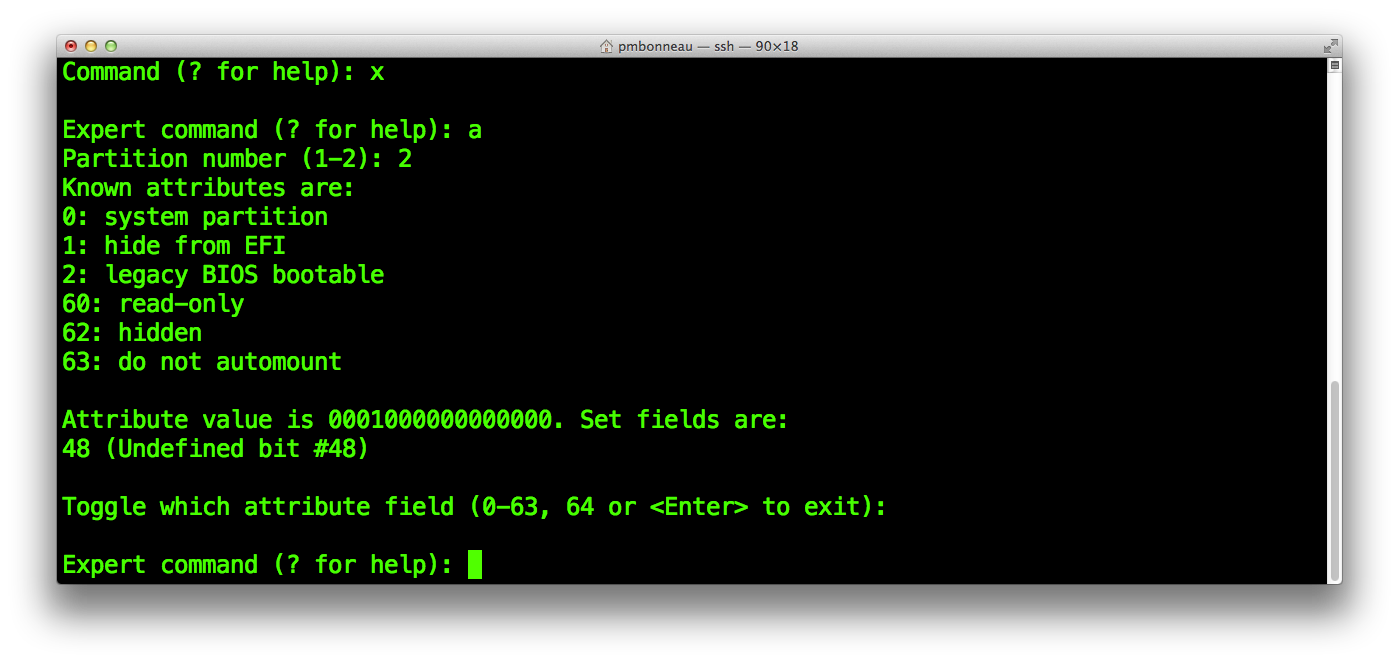 pmbonneau — ssh — 90×18
Command (? for help): x
Expert command (? for help): a
Partition number (1-2): 2
Known attributes are:
0: system partition
1: hide from EFI
2: legacy BIOS bootable
60: read-only
62: hidden
63: do not automount
Attribute value is 0001000000000000. Set fields are:
48 (Undefined bit #48)
Toggle which attribute field (0-63, 64 or <Enter> to exit):
Expert command (? for help):